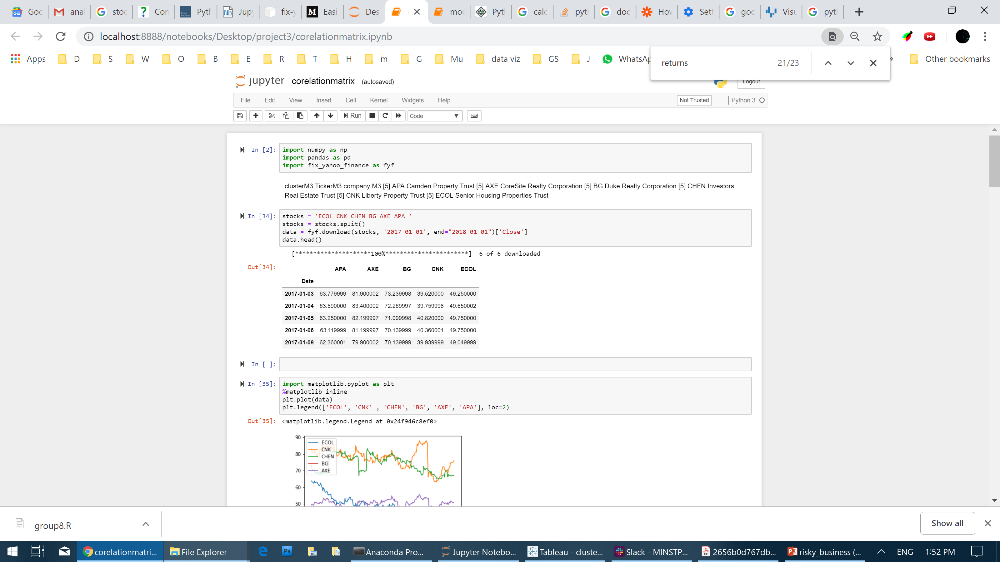 Goo
anal
stoc
Corr
Pyth
Jupy
fix-y
Easi
Des
moc
Pyth
calc
pyth
doc
How
Sett
goo
Visu
pyth
localhost:8888/notebooks/Desktop/project3/corelationmatrix.ipynb
Apps D S W O B E R T H m G Mu data viz GS J WhatsAp » Other bookmarks
returns 21/23
jupyter corelationmatrix (autosaved)
Logout
File Edit View Insert Cell Kernel Widgets Help Not Trusted Python 3
Run Code
In [2]: import numpy as np
import pandas as pd
import fix_yahoo_finance as fyf
clusterM3 TickerM3 company M3 [5] APA Camden Property Trust [5] AXE CoreSite Realty Corporation [5] BG Duke Realty Corporation [5] CHFN Investors
Real Estate Trust [5] CNK Liberty Property Trust [5] ECOL Senior Housing Properties Trust
In [34]: stocks = 'ECOL CNK CHFN BG AXE APA '
stocks = stocks.split()
data = fyf.download(stocks, '2017-01-01', end="2018-01-01")['Close']
data.head()
[*********************100%***********************] 6 of 6 downloaded
Out[34]:
APA AXE BG CNK ECOL
Date
2017-01-03 63.779999 81.900002 73.239998 39.520000 49.250000
2017-01-04 63.590000 83.400002 72.269997 39.759998 49.650002
2017-01-05 63.250000 82.199997 71.099998 40.820000 49.750000
2017-01-06 63.119999 81.199997 70.139999 40.360001 49.750000
2017-01-09 62.360001 79.900002 70.139999 39.939999 49.049999
In [ ]:
In [35]: import matplotlib.pyplot as plt
%matplotlib inline
plt.plot(data)
plt.legend(['ECOL', 'CNK' , 'CHFN', 'BG', 'AXE', 'APA'], loc=2)
Out[35]: <matplotlib.legend.Legend at 0x24f946c8ef0>
90
80
70
60
50
ECOL
CNK
CHFN
BG
AXE
group8.R
Show all
corelationmatri... File Explorer Ps Anaconda Pro... Jupyter Notebo... Tableau - cluste... Slack - MINSTP... 2656b0d767db... risky_business (... ENG 1:52 PM